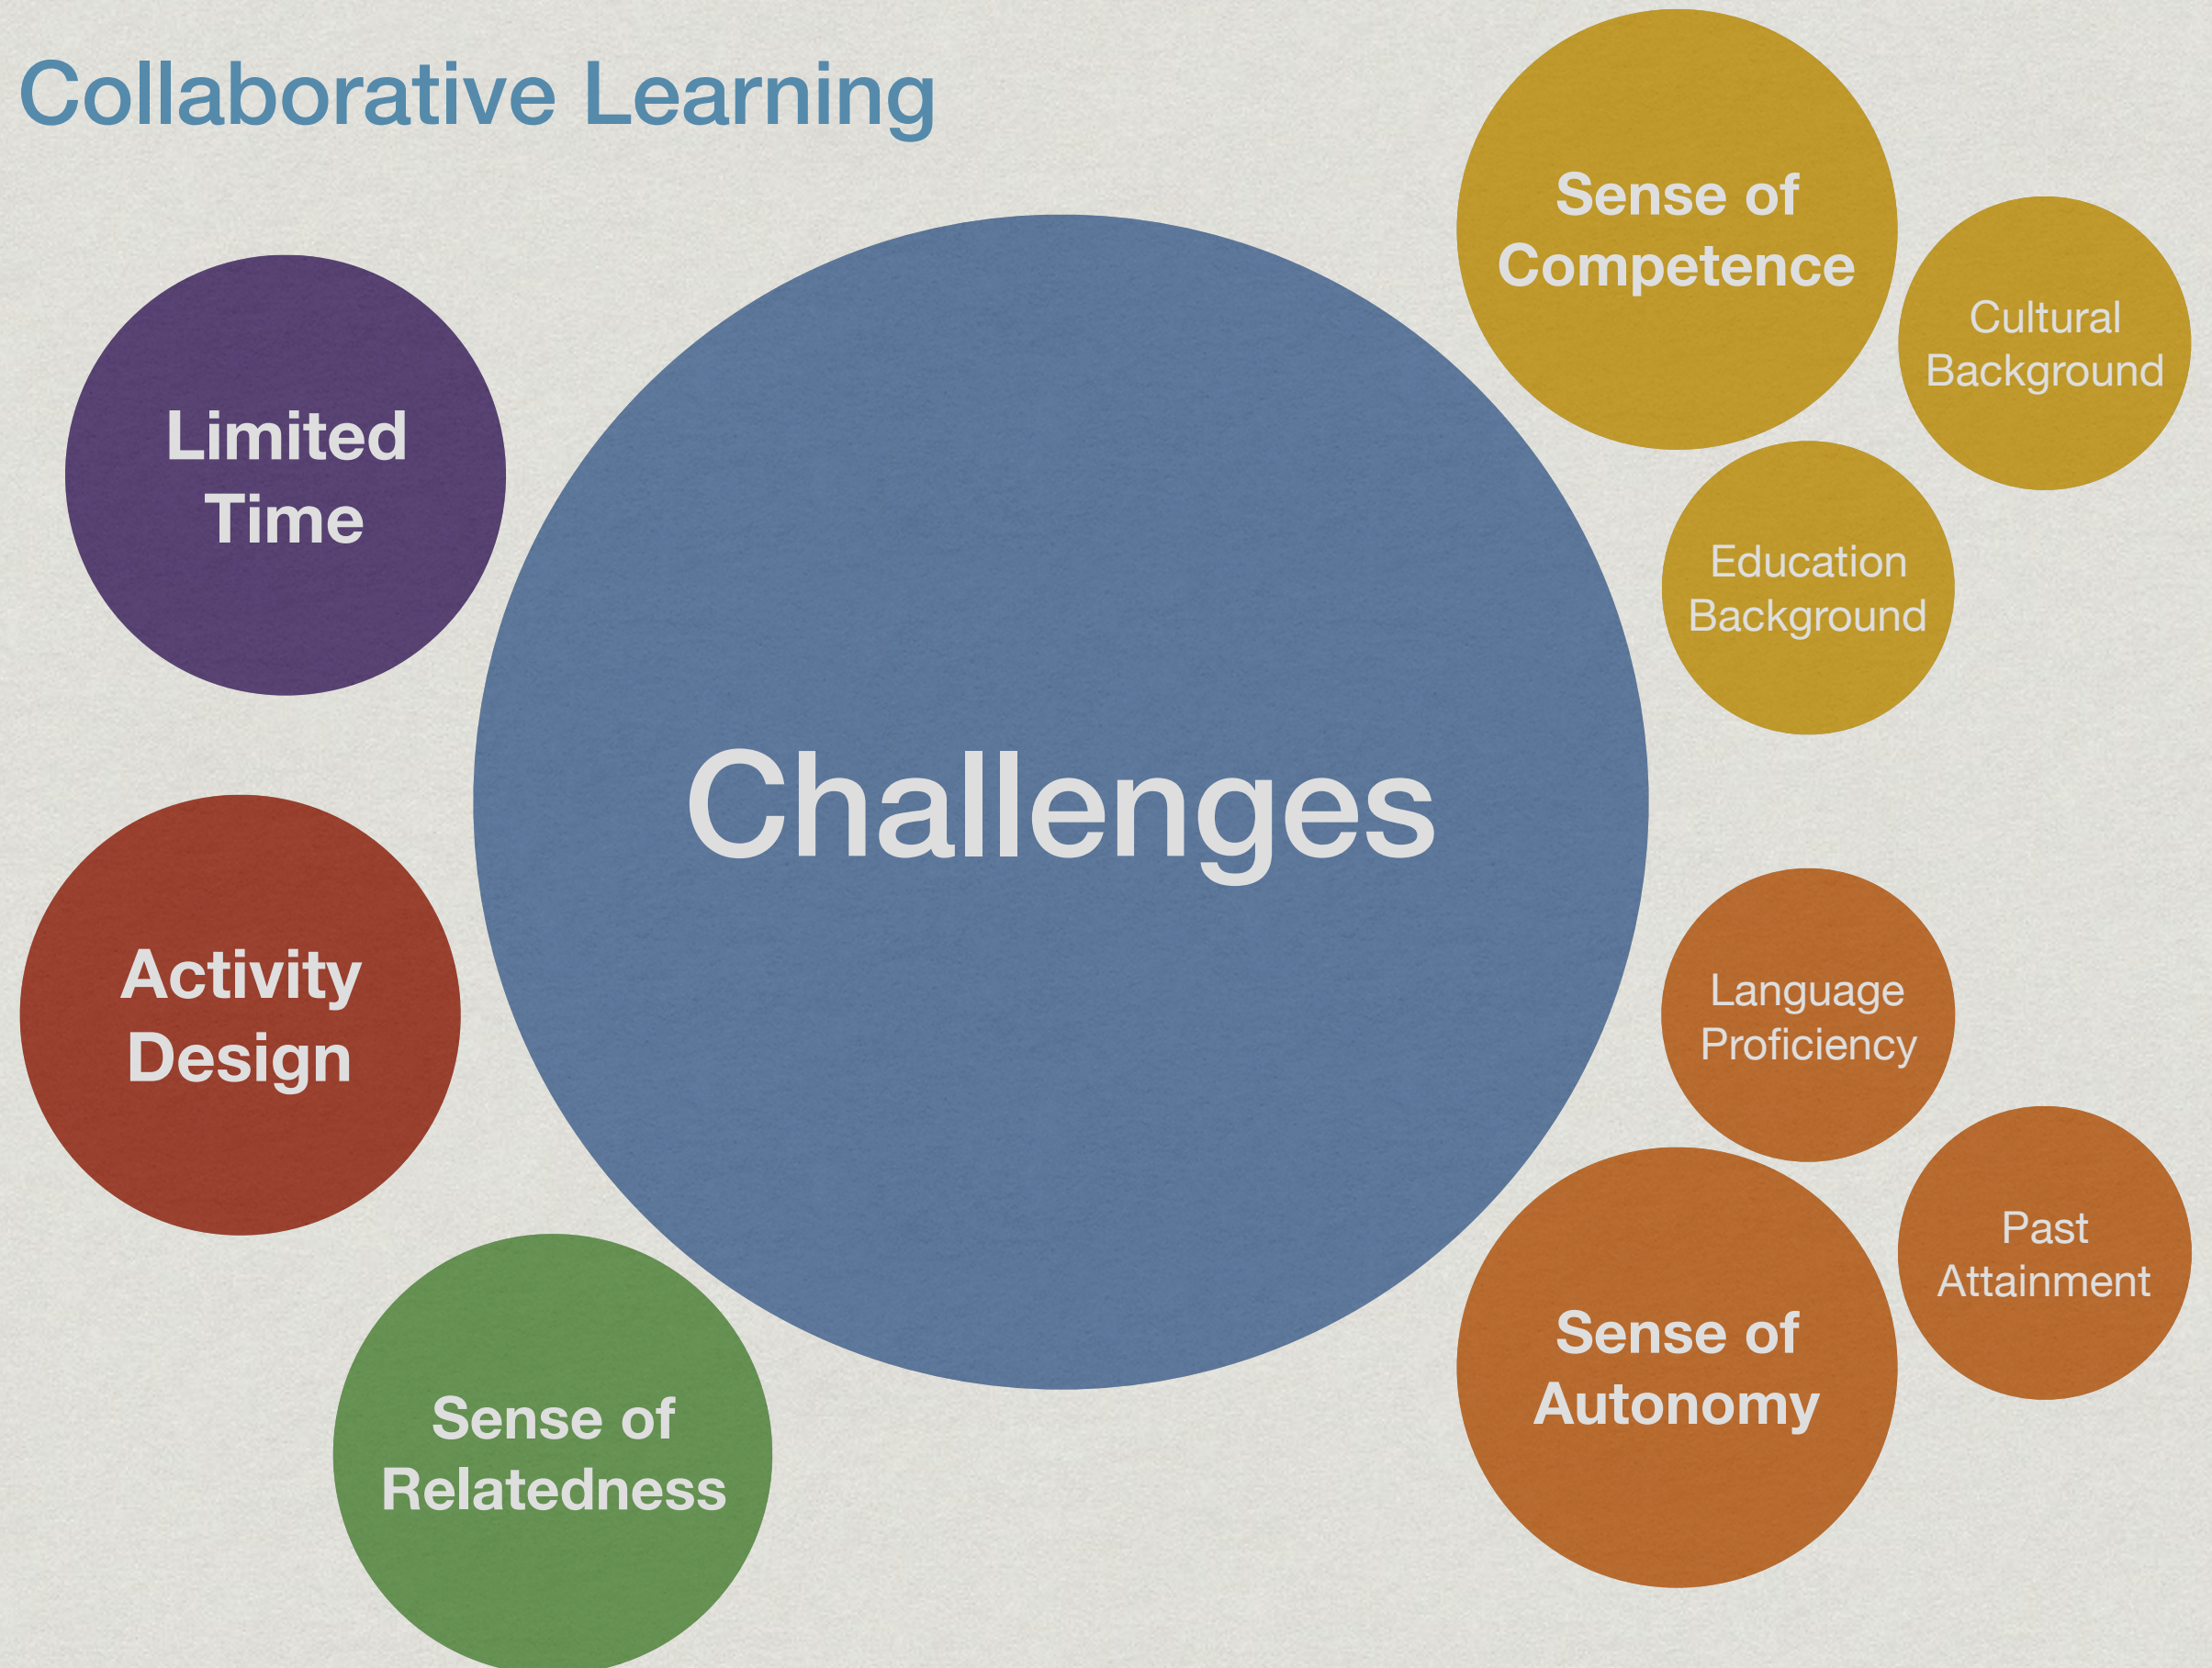 Collaborative Learning
Challenges
Limited
Time
Activity
Design
Sense of
Relatedness
Sense of
Competence
Cultural
Background
Education
Background
Language
Proficiency
Past
Attainment
Sense of
Autonomy